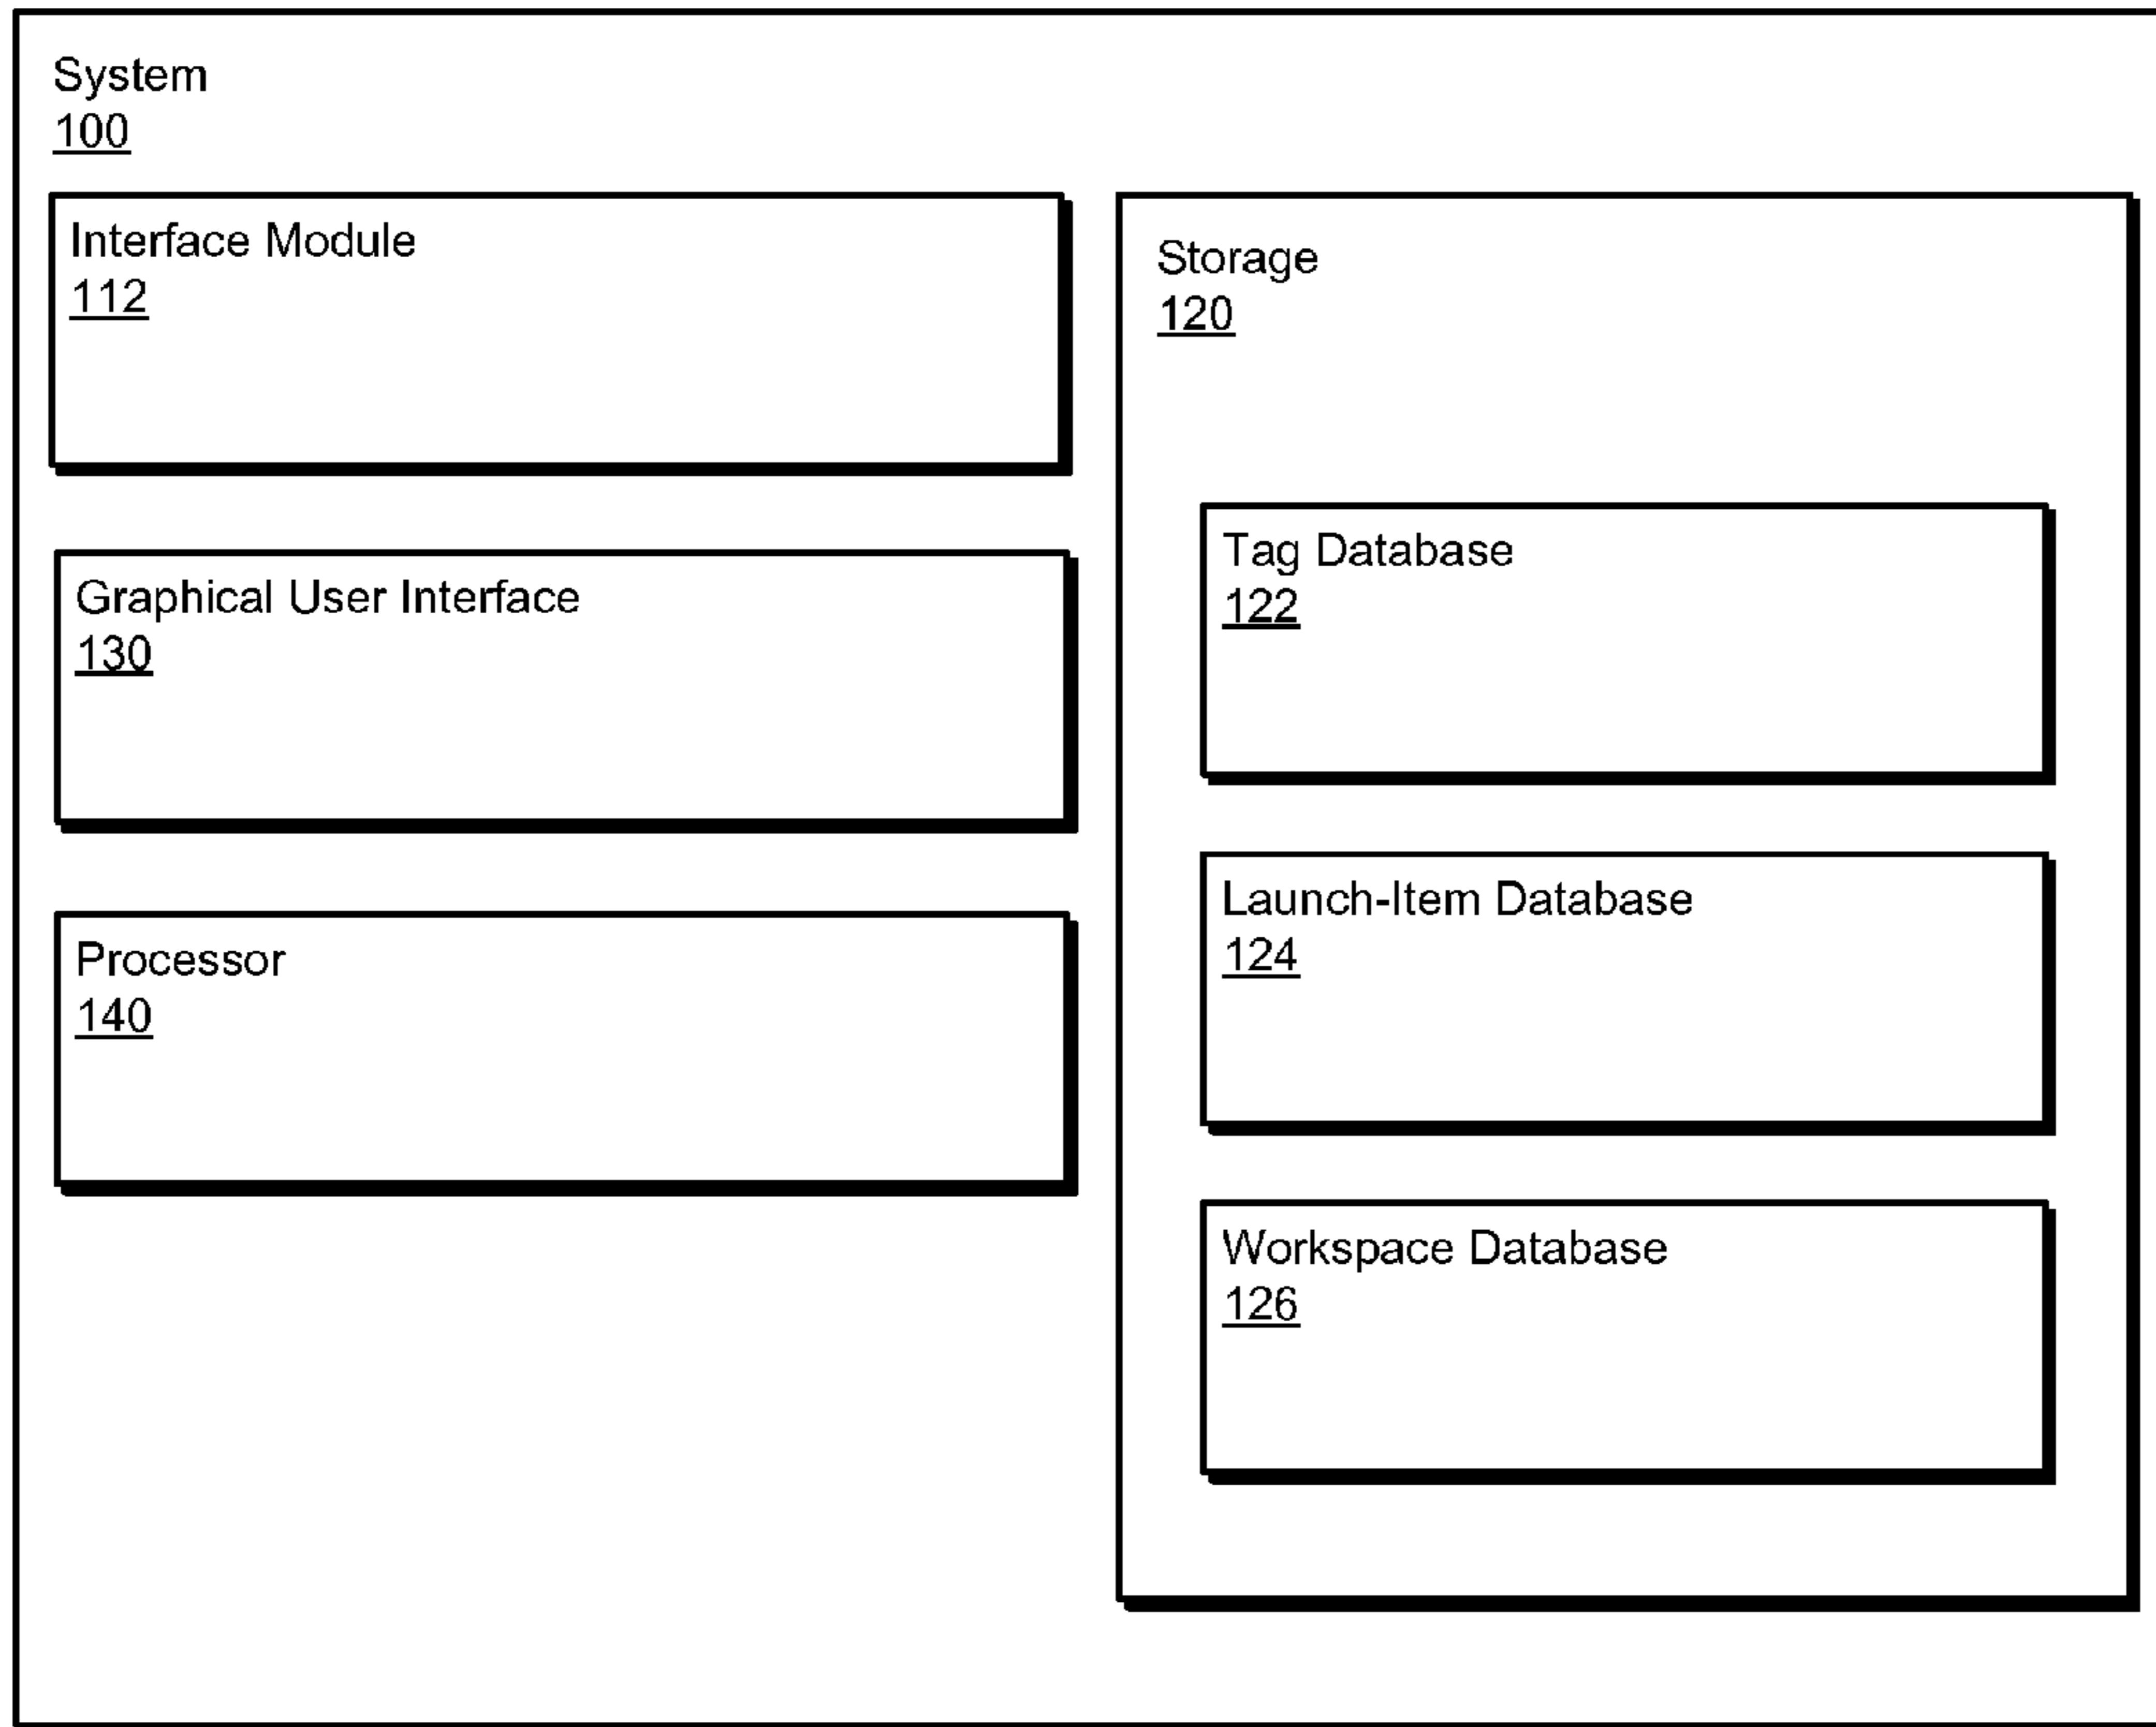 System
100
Interface Module
112
Graphical User Interface
130
Processor
140
Storage
120
Tag Database
122
Launch-Item Database
124
Workspace Database
126